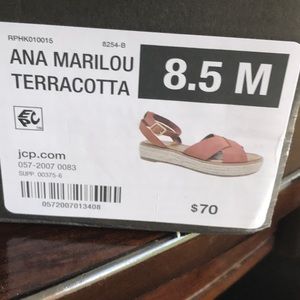 RPHK010015 8254-B
ANA MARILOU
TERRACOTTA
8.5 M
jcp.com
057-2007 0083
SUPP. 00375-6
0572007013408
$70